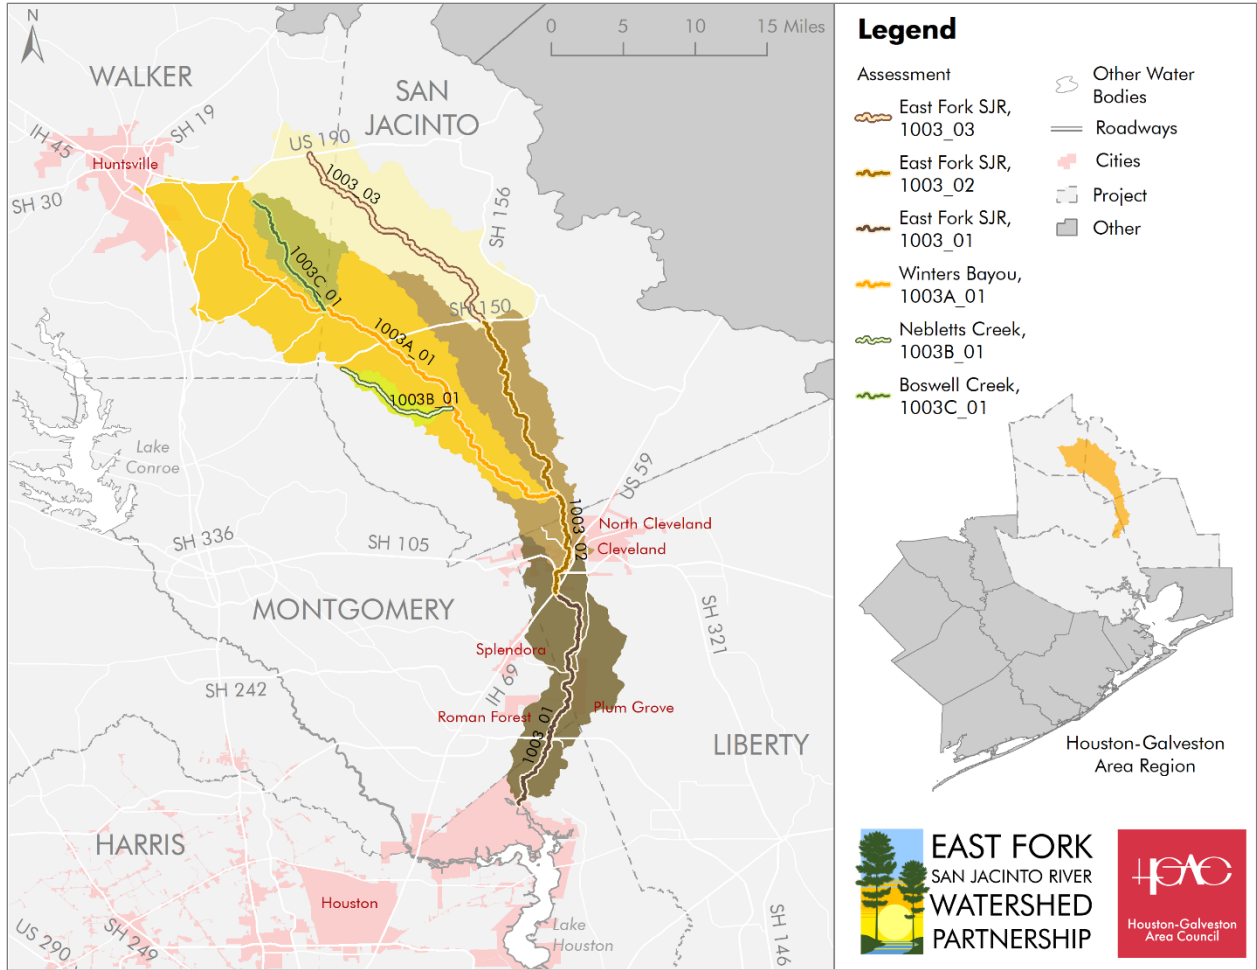 N
0 5 10 15 Miles
WALKER
SAN
JACINTO
IH 45
SH 19
US 190
Huntsville
1003_03
SH 30
SH 156
1003C_01
SH 150
1003A_01
1003B_01
Lake
Conroe
US 59
1003_02
North Cleveland
Cleveland
SH 336
SH 105
MONTGOMERY
SH 321
Splendora
IH 69
SH 242
Roman Forest
Plum Grove
1003_01
LIBERTY
HARRIS
Houston
Lake
Houston
US 290
SH 249
SH 146
Legend
Assessment
East Fork SJR,
1003_03
East Fork SJR,
1003_02
East Fork SJR,
1003_01
Winters Bayou,
1003A_01
Nebletts Creek,
1003B_01
Boswell Creek,
1003C_01
Other Water
Bodies
Roadways
Cities
Project
Other
Houston-Galveston
Area Region
EAST FORK
SAN JACINTO RIVER
WATERSHED
PARTNERSHIP
HGAC
Houston-Galveston
Area Council